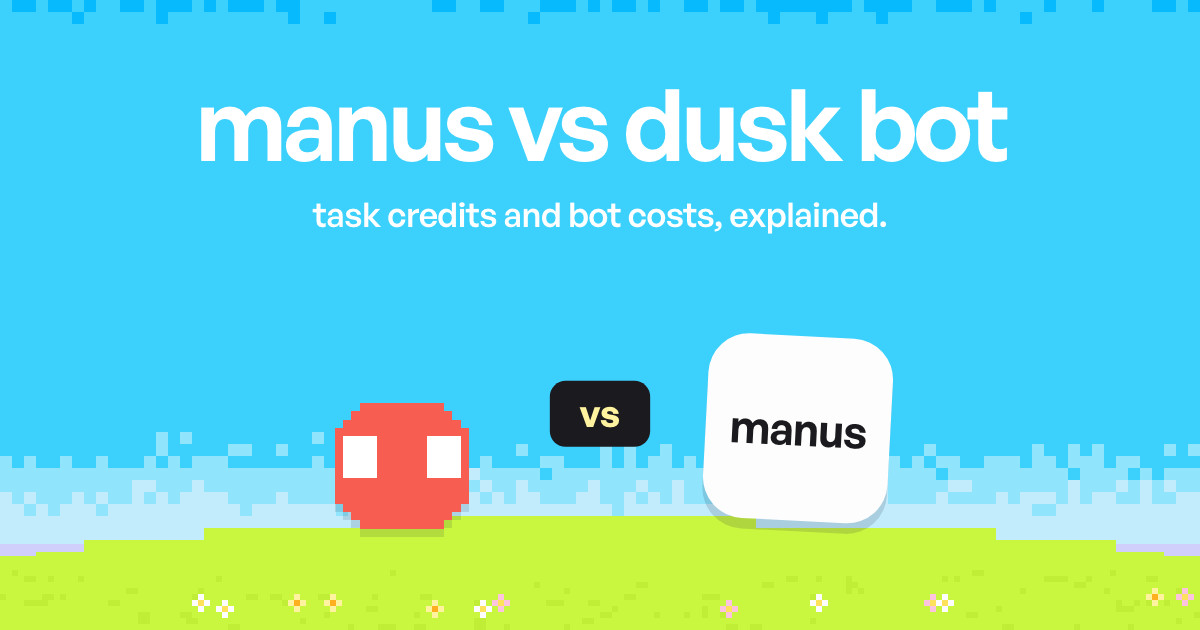 manus vs dusk bot
task credits and bot costs, explained.
vs
manus